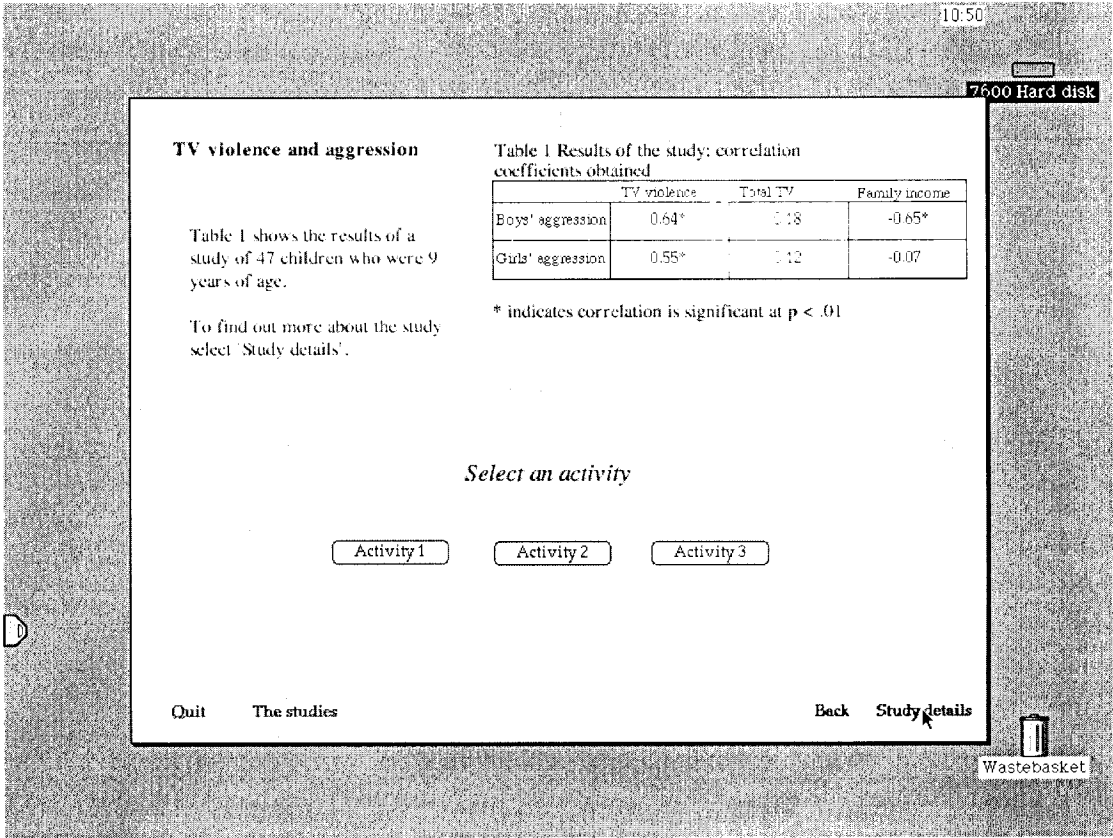 10:50
7600 Hard disk
TV violence and aggression
Table 1 shows the results of a
study of 47 children who were 9
years of age.
To find out more about the study
select 'Study details'.
Table 1 Results of the study: correlation
coefficients obtained
TV violence Total TV Family income
Boys' aggression 0.64* 0.18 -0.65*
Girls' aggression 0.55* 0.12 -0.07
* indicates correlation is significant at p < .01
Select an activity
Activity 1 Activity 2 Activity 3
Quit The studies Back Study details
Wastebasket